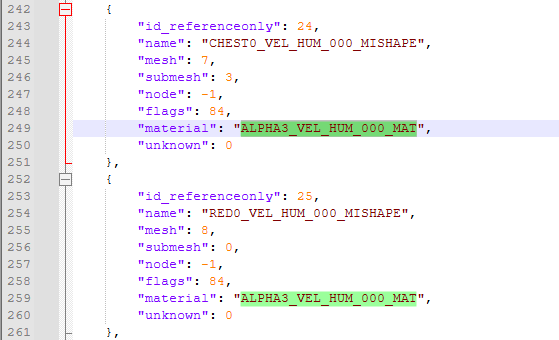 242 {
243 "id_referenceonly": 24,
244 "name": "CHEST0_VEL_HUM_000_MISHAPE",
245 "mesh": 7,
246 "submesh": 3,
247 "node": -1,
248 "flags": 84,
249 "material": "ALPHA3_VEL_HUM_000_MAT",
250 "unknown": 0
251 },
252 {
253 "id_referenceonly": 25,
254 "name": "RED0_VEL_HUM_000_MISHAPE",
255 "mesh": 8,
256 "submesh": 0,
257 "node": -1,
258 "flags": 84,
259 "material": "ALPHA3_VEL_HUM_000_MAT",
260 "unknown": 0
261 },